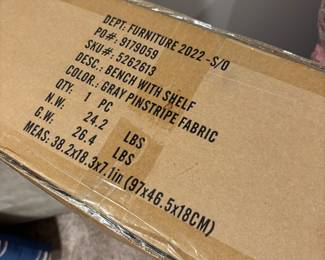 DEPT: FURNITURE 2022 -S/O
PO#: 9179059
SKU#: 5262613
DESC.: BENCH WITH SHELF
COLOR: GRAY PINSTRIPE FABRIC
QTY: 1 PC
N.W. 24.2 LBS
G.W. 26.4 LBS
MEAS: 38.2x18.3x7.1in (97x46.5x18CM)